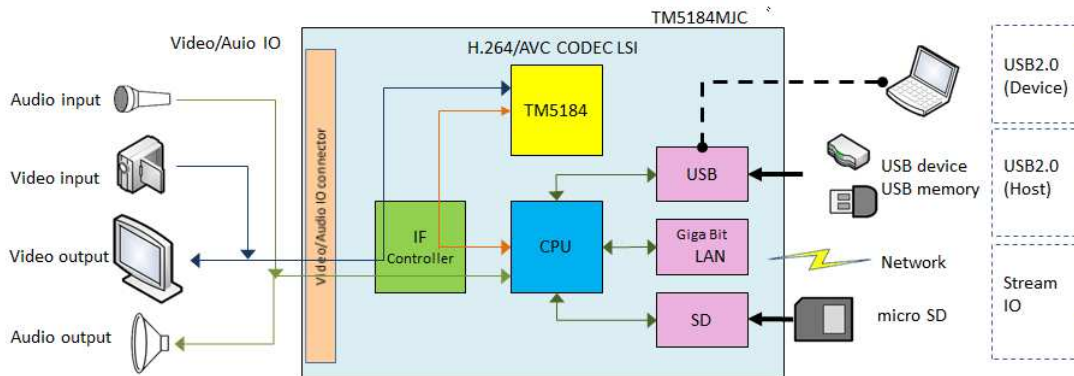 TM5184MJC
Video/Auio IO
H.264/AVC CODEC LSI
Audio input
Video input
Video output
Audio output
Video/Audio IO connector
TM5184
IF
Controller
CPU
USB
Giga Bit
LAN
SD
USB device
USB memory
Network
micro SD
USB2.0
(Device)
USB2.0
(Host)
Stream
IO